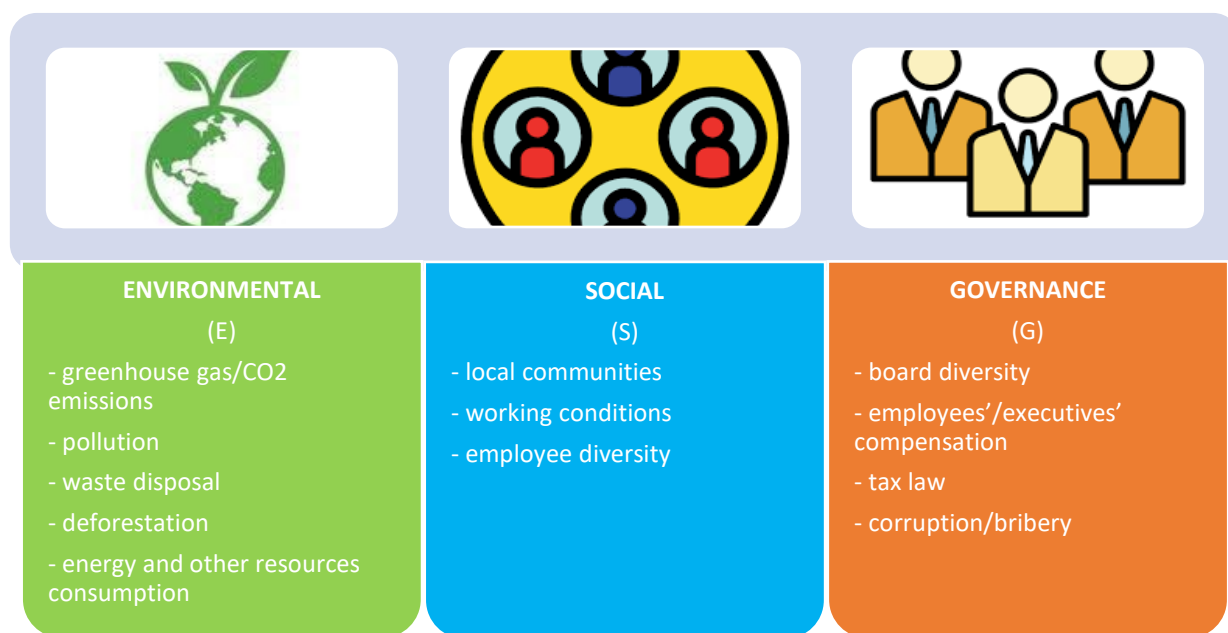 ENVIRONMENTAL
(E)
- greenhouse gas/CO2
emissions
- pollution
- waste disposal
- deforestation
- energy and other resources
consumption
SOCIAL
(S)
- local communities
- working conditions
- employee diversity
GOVERNANCE
(G)
- board diversity
- employees’/executives’
compensation
- tax law
- corruption/bribery